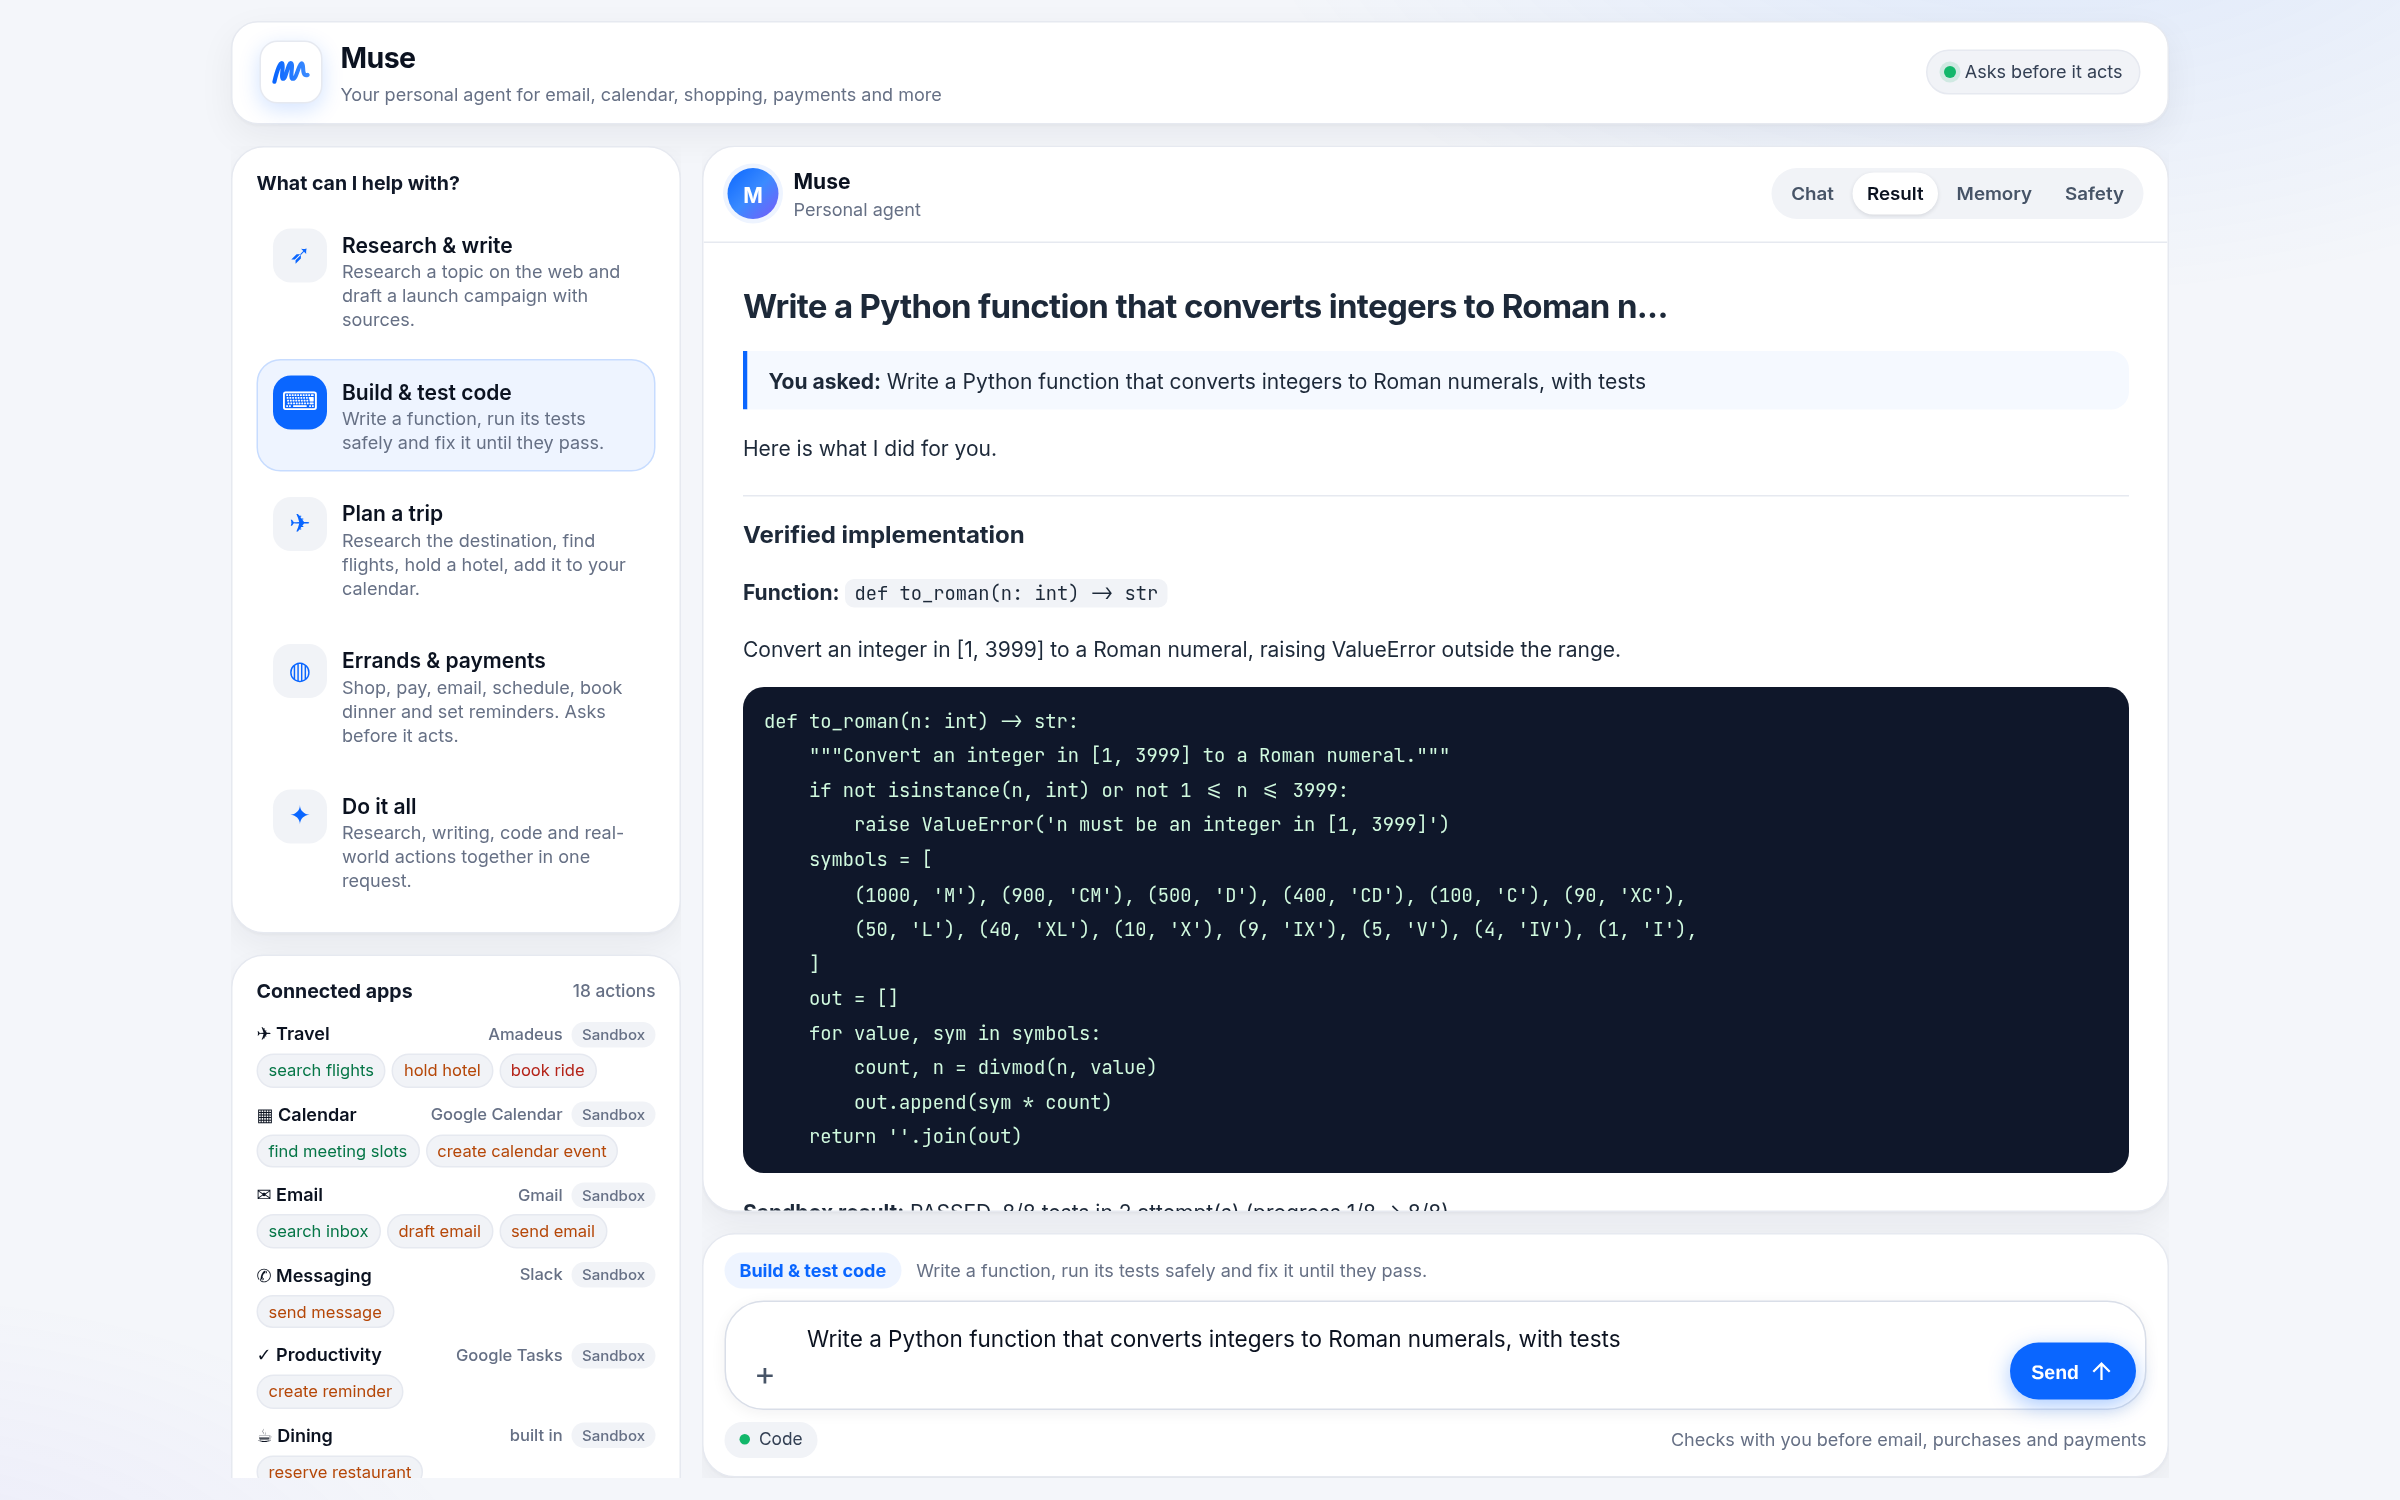 Muse
Your personal agent for email, calendar, shopping, payments and more
Asks before it acts
What can I help with?
Research & write
Research a topic on the web and
draft a launch campaign with
sources.
Build & test code
Write a function, run its tests
safely and fix it until they pass.
Plan a trip
Research the destination, find
flights, hold a hotel, add it to your
calendar.
Errands & payments
Shop, pay, email, schedule, book
dinner and set reminders. Asks
before it acts.
Do it all
Research, writing, code and real-
world actions together in one
request.
Connected apps 18 actions
✈ Travel Amadeus Sandbox
search flights hold hotel book ride
Calendar Google Calendar Sandbox
find meeting slots create calendar event
✉ Email Gmail Sandbox
search inbox draft email send email
✆ Messaging Slack Sandbox
send message
✓ Productivity Google Tasks Sandbox
create reminder
Dining built in Sandbox
reserve restaurant
M
Muse
Personal agent
Chat Result Memory Safety
Write a Python function that converts integers to Roman n...
You asked: Write a Python function that converts integers to Roman numerals, with tests
Here is what I did for you.
Verified implementation
Function: def to_roman(n: int) -> str
Convert an integer in [1, 3999] to a Roman numeral, raising ValueError outside the range.
def to_roman(n: int) -> str:
    """Convert an integer in [1, 3999] to a Roman numeral."""
    if not isinstance(n, int) or not 1 <= n <= 3999:
        raise ValueError('n must be an integer in [1, 3999]')
    symbols = [
        (1000, 'M'), (900, 'CM'), (500, 'D'), (400, 'CD'), (100, 'C'), (90, 'XC'),
        (50, 'L'), (40, 'XL'), (10, 'X'), (9, 'IX'), (5, 'V'), (4, 'IV'), (1, 'I'),
    ]
    out = []
    for value, sym in symbols:
        count, n = divmod(n, value)
        out.append(sym * count)
    return ''.join(out)
Sandbox result: PASSED, 8/8 tests in 2 attempt(s) (progress 1/8 -> 8/8)
Build & test code Write a function, run its tests safely and fix it until they pass.
Write a Python function that converts integers to Roman numerals, with tests
+
Send ↑
Code
Checks with you before email, purchases and payments